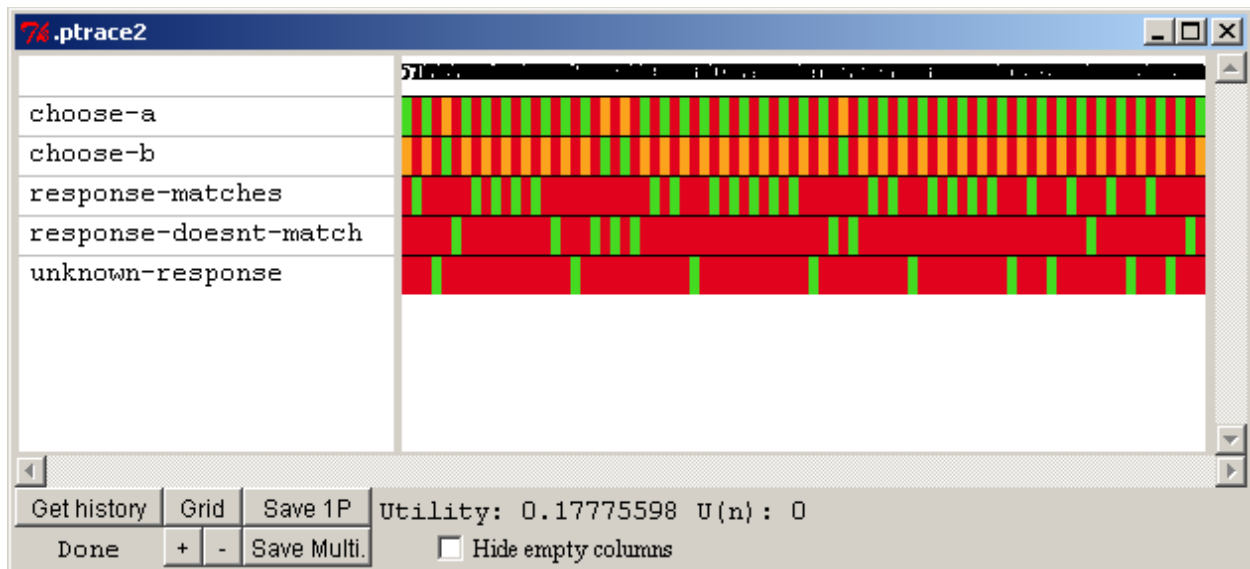 .ptrace2
choose-a
choose-b
response-matches
response-doesnt-match
unknown-response
Get history Grid Save 1P Utility: 0.17775598 U(n): 0
Done + - Save Multi. Hide empty columns